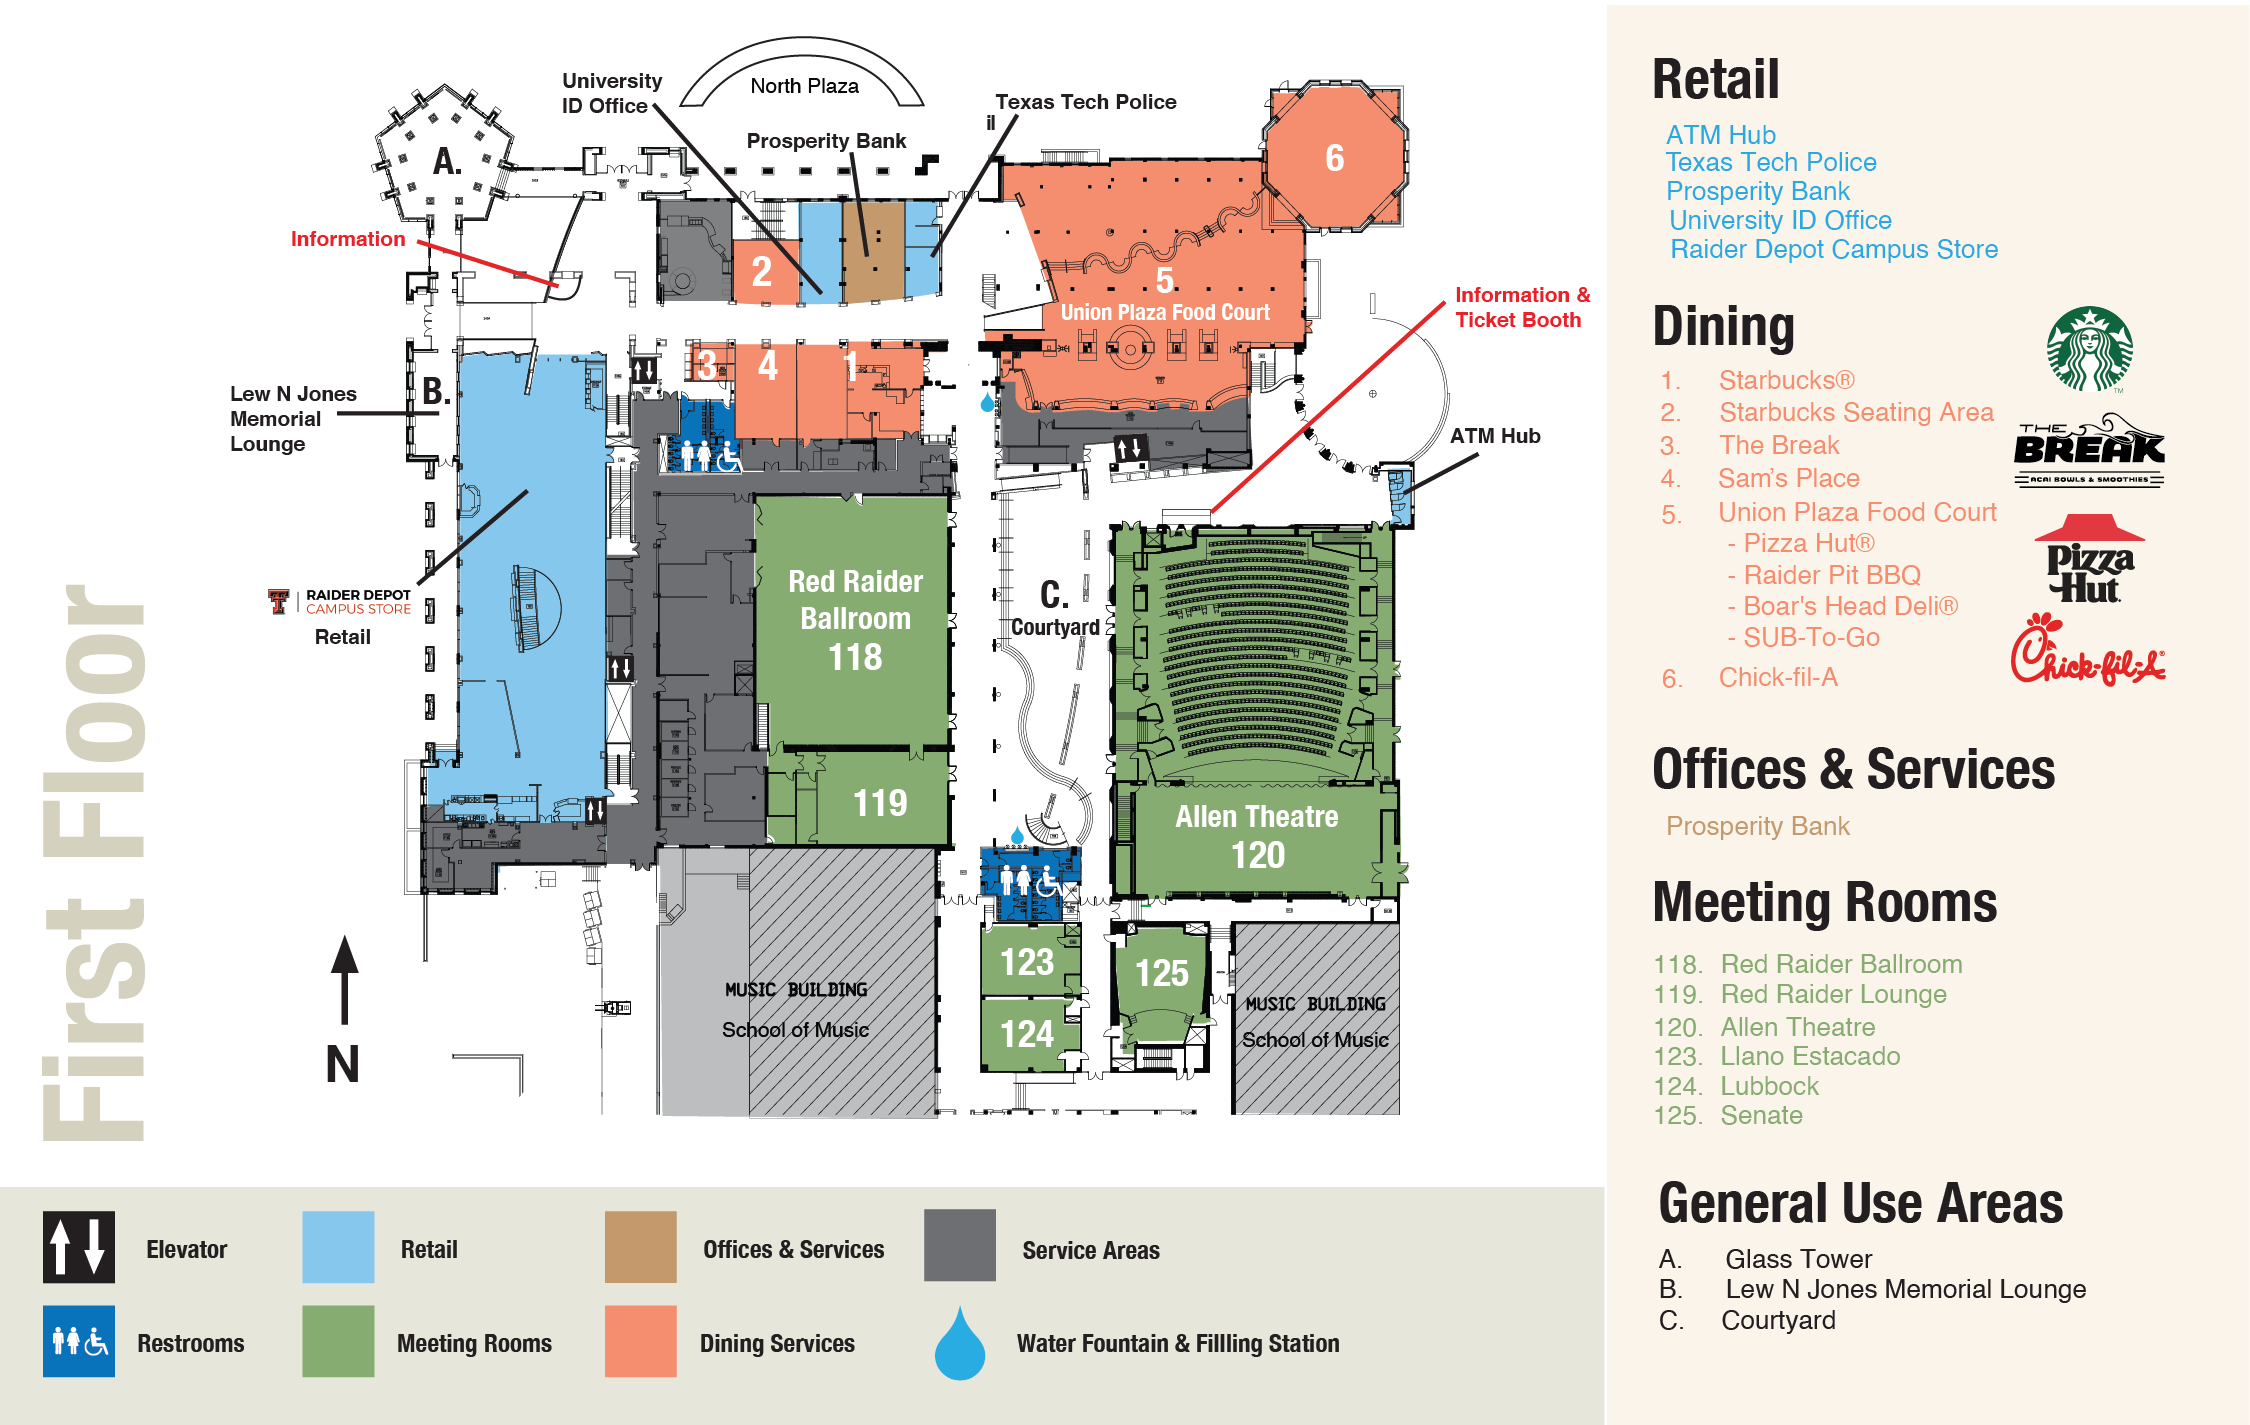 First Floor
North Plaza
University
ID Office
Texas Tech Police
il
Prosperity Bank
A.
6
Information
2
5
Union Plaza Food Court
Information &
Ticket Booth
3
4
1
B.
Lew N Jones
Memorial
Lounge
ATM Hub
RAIDER DEPOT
CAMPUS STORE
Retail
Red Raider
Ballroom
118
C.
Courtyard
119
Allen Theatre
120
123
125
124
MUSIC BUILDING
School of Music
MUSIC BUILDING
School of Music
N
Elevator
Retail
Offices & Services
Service Areas
Restrooms
Meeting Rooms
Dining Services
Water Fountain & Fillling Station
Retail
ATM Hub
Texas Tech Police
Prosperity Bank
University ID Office
Raider Depot Campus Store
Dining
1. Starbucks®
2. Starbucks Seating Area
3. The Break
4. Sam's Place
5. Union Plaza Food Court
- Pizza Hut®
- Raider Pit BBQ
- Boar's Head Deli®
- SUB-To-Go
6. Chick-fil-A
TM
THE
BREAK
ACAI BOWLS & SMOOTHIES
Pizza
Hut.
Chick-fil-A®
Offices & Services
Prosperity Bank
Meeting Rooms
118. Red Raider Ballroom
119. Red Raider Lounge
120. Allen Theatre
123. Llano Estacado
124. Lubbock
125. Senate
General Use Areas
A. Glass Tower
B. Lew N Jones Memorial Lounge
C. Courtyard